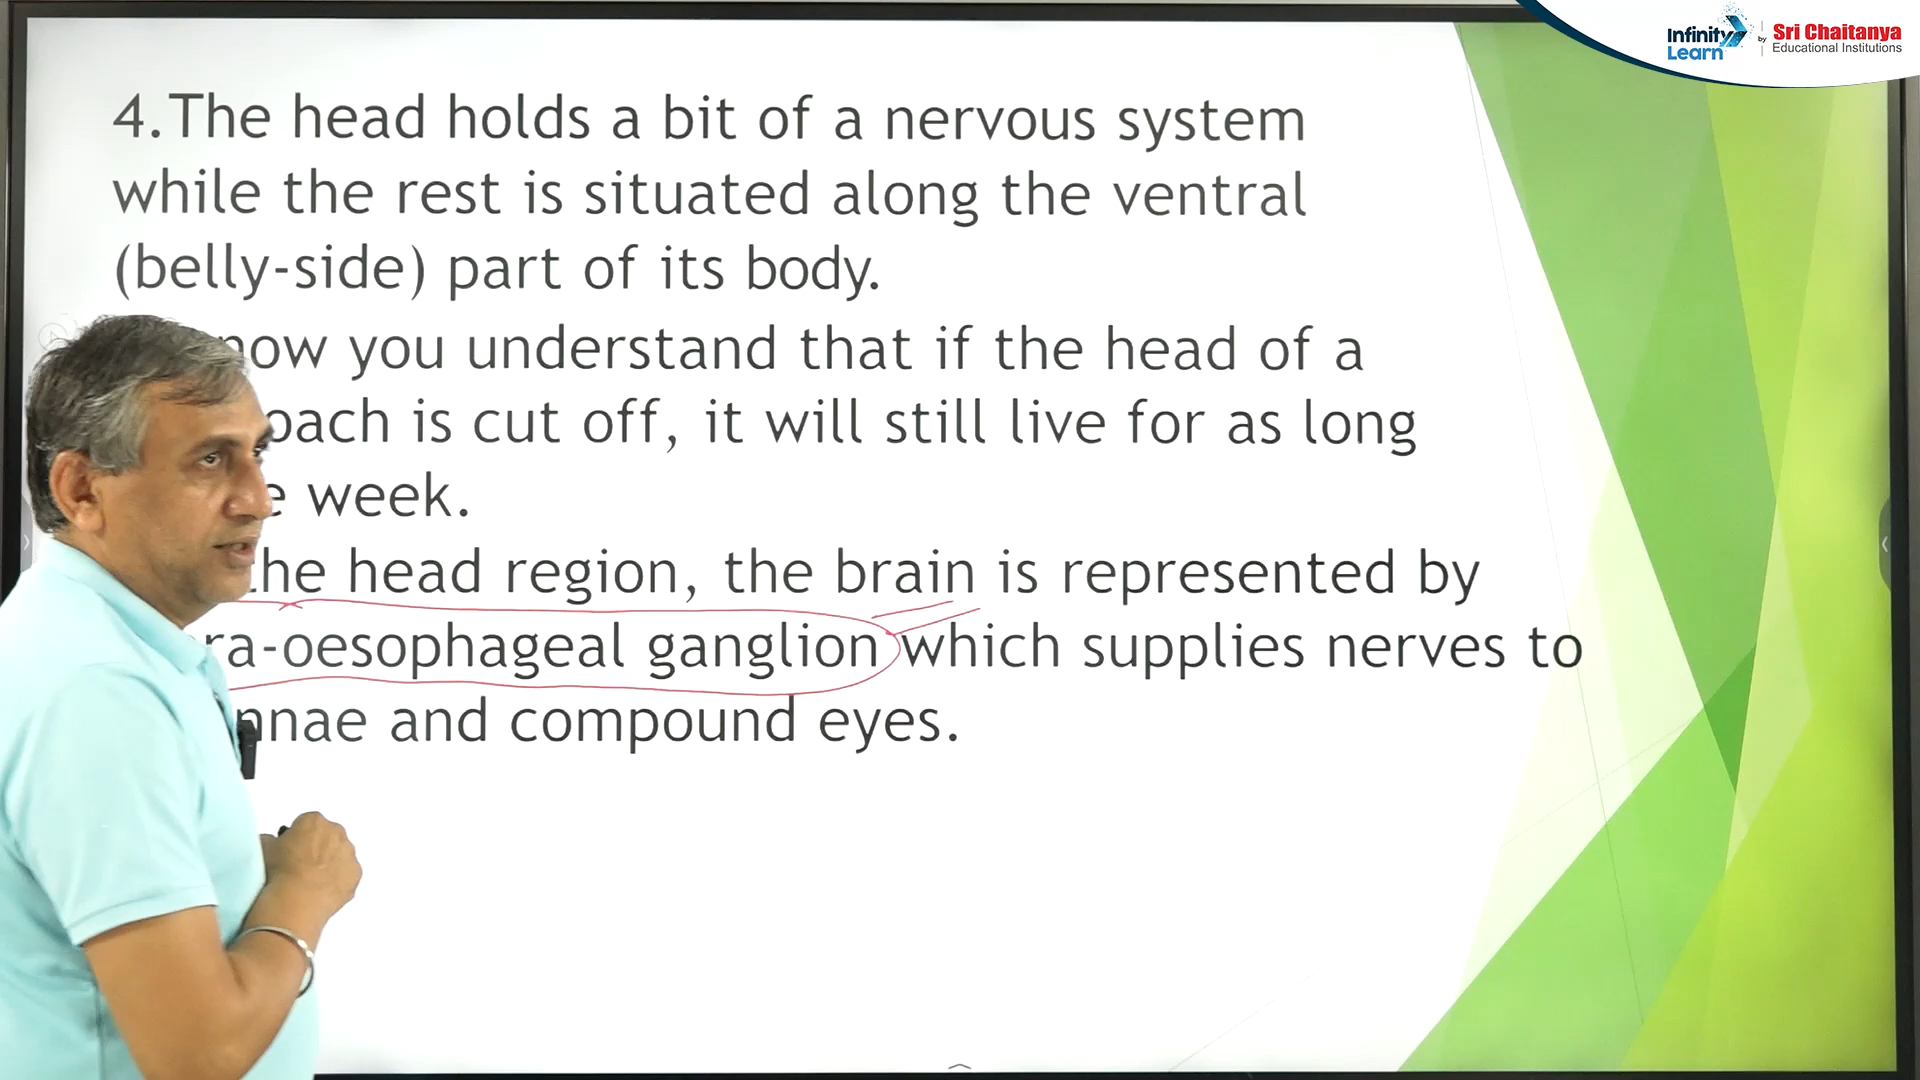 Infinity Learn by Sri Chaitanya Educational Institutions
4.The head holds a bit of a nervous system
while the rest is situated along the ventral
(belly-side) part of its body.
now you understand that if the head of a
oach is cut off, it will still live for as long
e week.
the head region, the brain is represented by
ra-oesophageal ganglion which supplies nerves to
nnae and compound eyes.